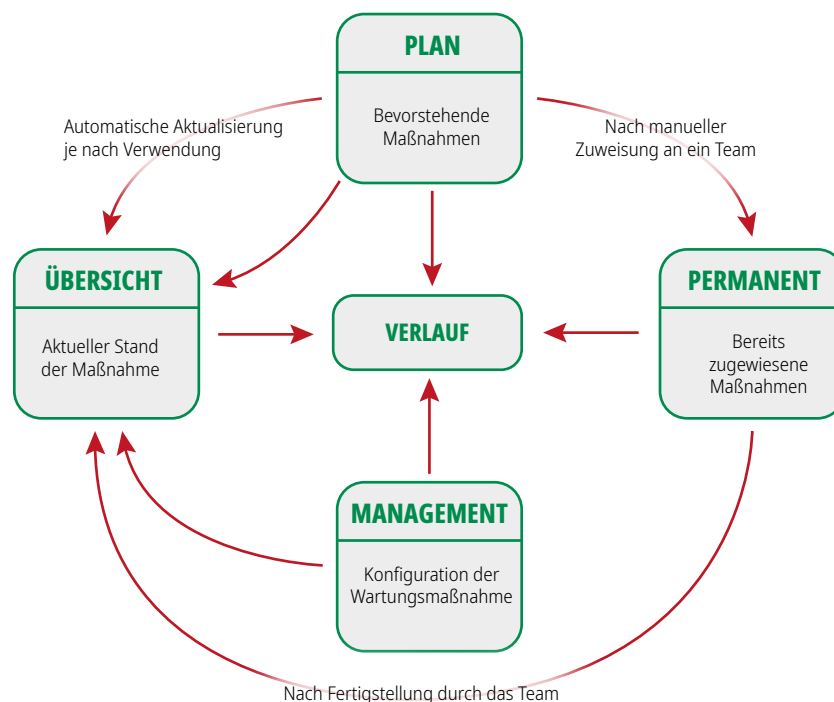 PLAN
Bevorstehende
Maßnahmen
Automatische Aktualisierung
je nach Verwendung
Nach manueller
Zuweisung an ein Team
ÜBERSICHT
Aktueller Stand
der Maßnahme
VERLAUF
PERMANENT
Bereits
zugewiesene
Maßnahmen
MANAGEMENT
Konfiguration der
Wartungsmaßnahme
Nach Fertigstellung durch das Team